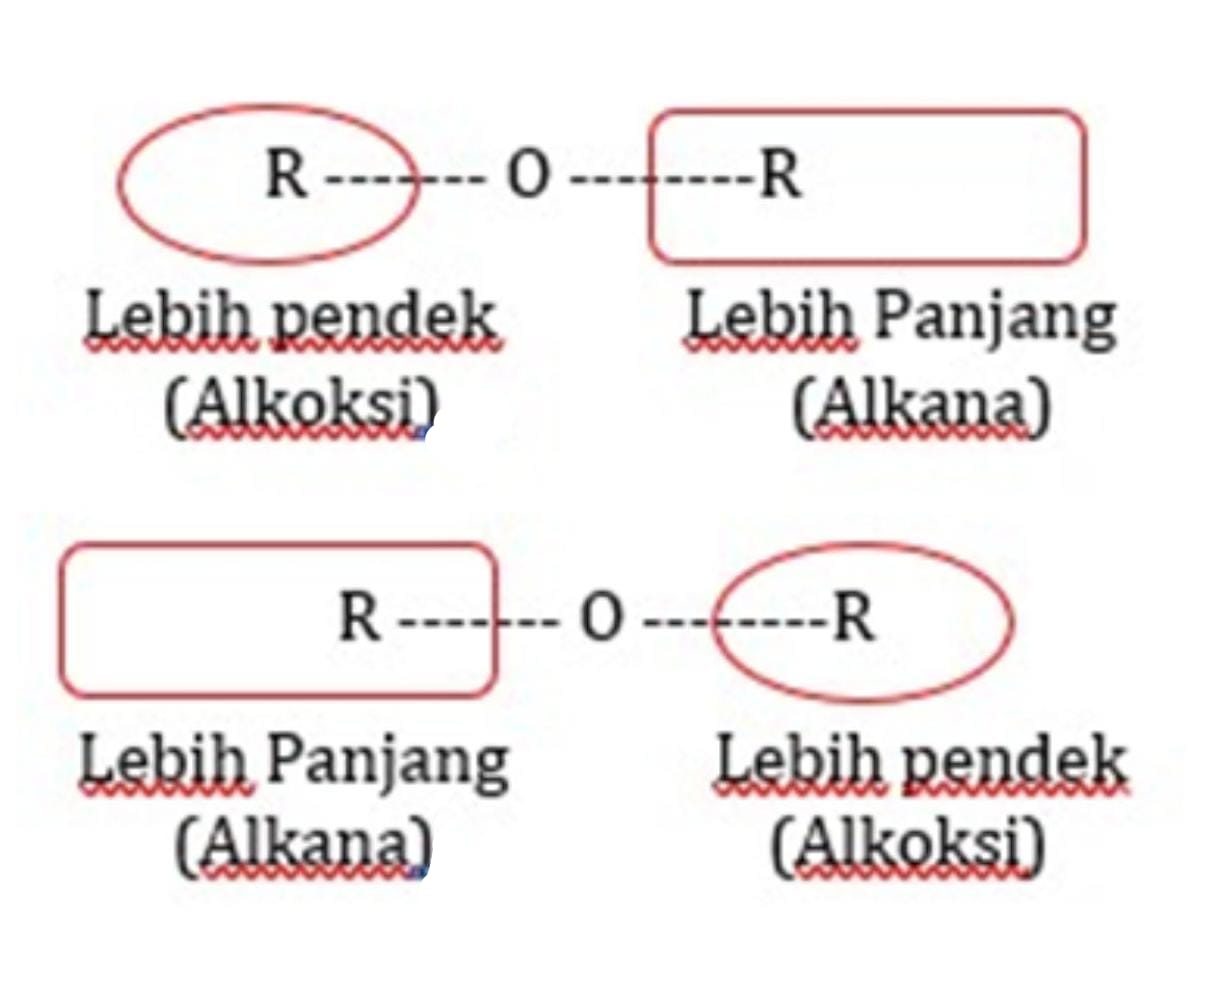 R ------- O --------R
Lebih pendek Lebih Panjang
(Alkoksi) (Alkana)
R ------- O --------R
Lebih Panjang Lebih pendek
(Alkana) (Alkoksi)